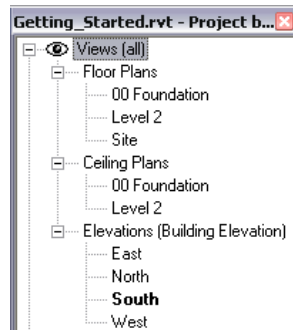 Getting_Started.rvt - Project b...
Views (all)
Floor Plans
00 Foundation
Level 2
Site
Ceiling Plans
00 Foundation
Level 2
Elevations (Building Elevation)
East
North
South
West